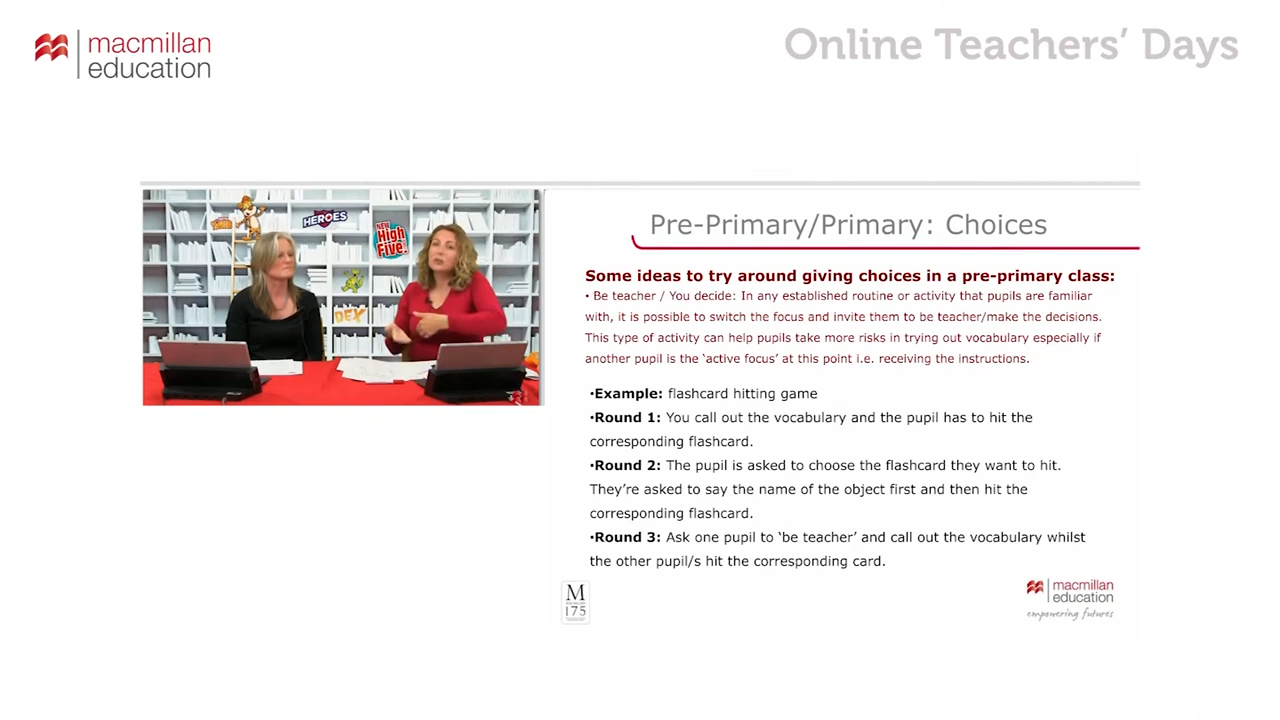 macmillan
education
Online Teachers’ Days
HEROES
NEW
High
Five!
DEX
Pre-Primary/Primary: Choices
Some ideas to try around giving choices in a pre-primary class:
• Be teacher / You decide: In any established routine or activity that pupils are familiar
with, it is possible to switch the focus and invite them to be teacher/make the decisions.
This type of activity can help pupils take more risks in trying out vocabulary especially if
another pupil is the ‘active focus’ at this point i.e. receiving the instructions.
•Example: flashcard hitting game
•Round 1: You call out the vocabulary and the pupil has to hit the
corresponding flashcard.
•Round 2: The pupil is asked to choose the flashcard they want to hit.
They’re asked to say the name of the object first and then hit the
corresponding flashcard.
•Round 3: Ask one pupil to ‘be teacher’ and call out the vocabulary whilst
the other pupil/s hit the corresponding card.
M
175
macmillan
education
empowering futures